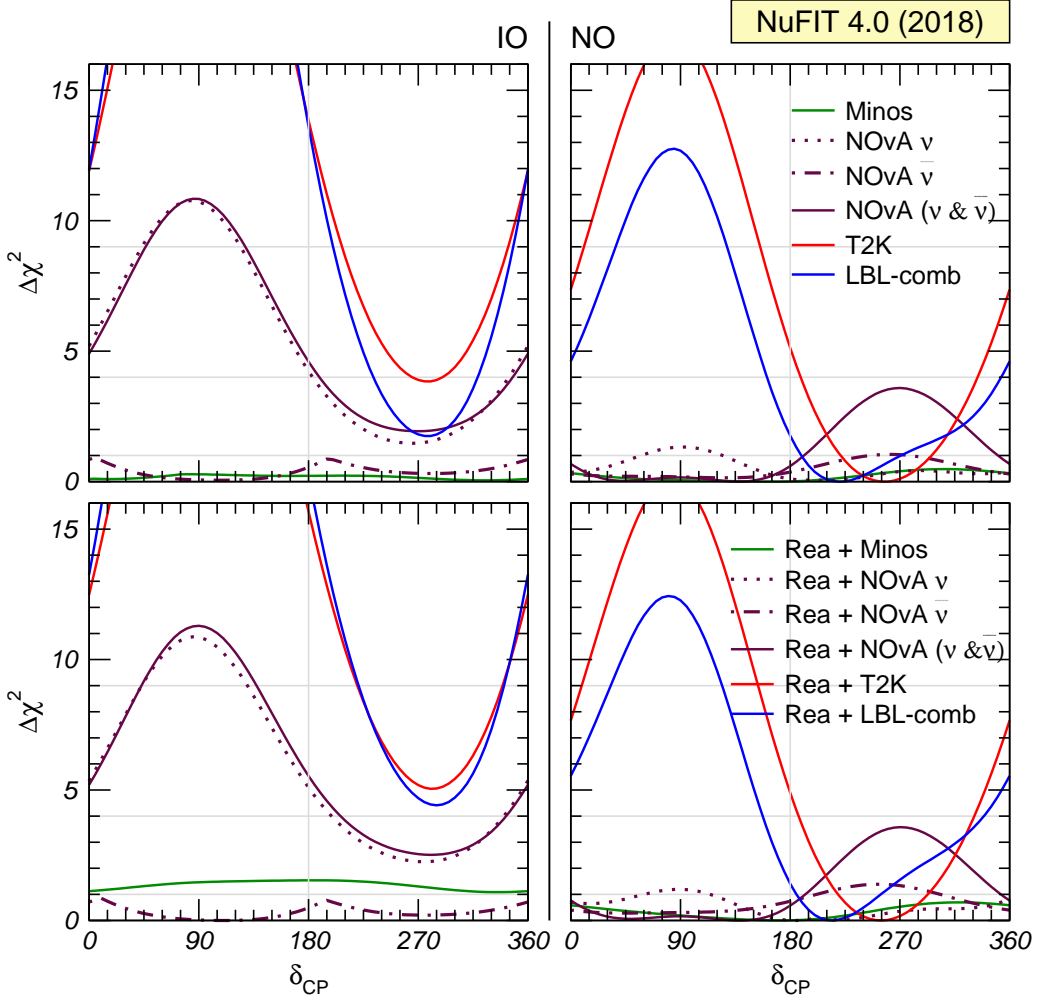 NuFIT 4.0 (2018)
IO
NO
15
10
5
0
Δχ²
Minos
NOvA ν
NOvA ν̅
NOvA (ν & ν̅)
T2K
LBL-comb
15
10
5
0
Δχ²
Rea + Minos
Rea + NOvA ν
Rea + NOvA ν̅
Rea + NOvA (ν &ν̅)
Rea + T2K
Rea + LBL-comb
0 90 180 270 360
0 90 180 270 360
δCP
δCP